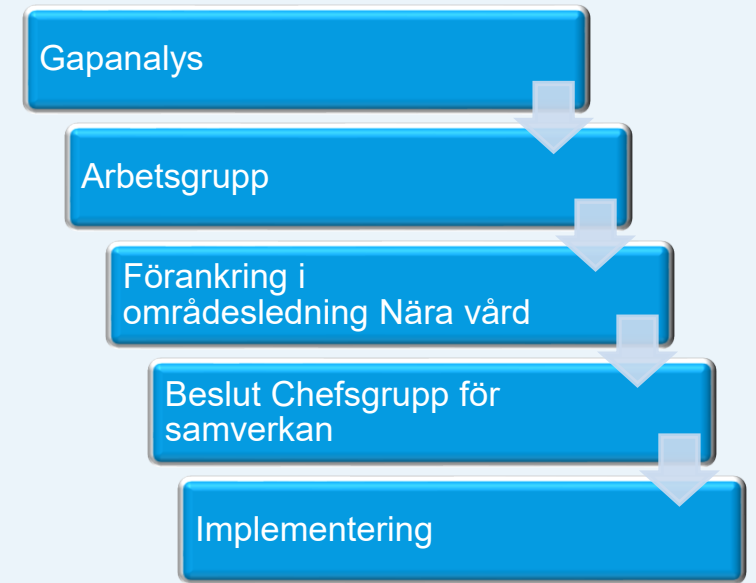 Gapanalys
Arbetsgrupp
Förankring i
områdesledning Nära vård
Beslut Chefsgrupp för
samverkan
Implementering